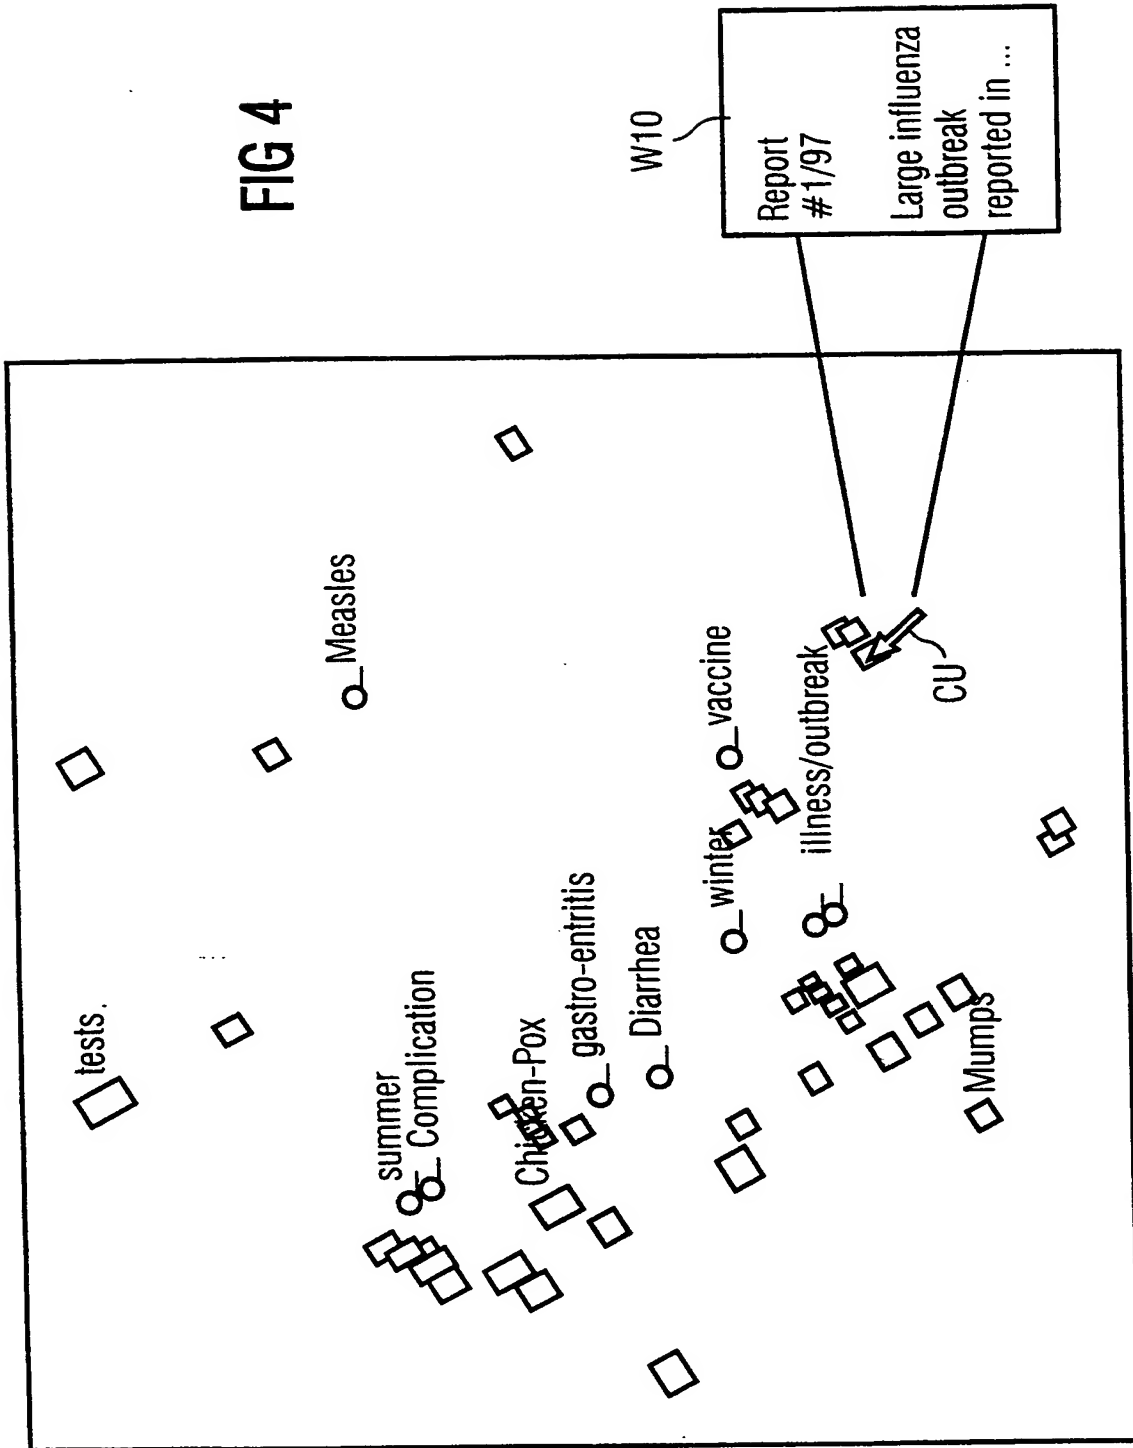 FIG 4
W10
Report
#1/97
Large influenza
outbreak
reported in ...
tests.
Measles
summer
Complication
Chicken-Pox
gastro-entritis
Diarrhea
vaccine
winter
illness/outbreak
CU
Mumps